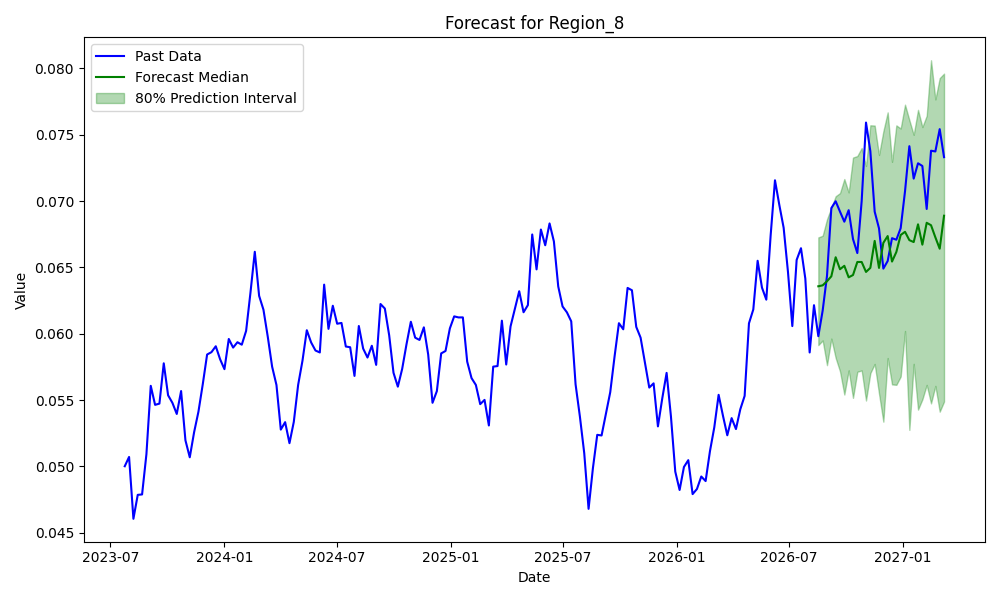 Forecast for Region_8
Past Data
Forecast Median
80% Prediction Interval
Value
0.080
0.075
0.070
0.065
0.060
0.055
0.050
0.045
2023-07 2024-01 2024-07 2025-01 2025-07 2026-01 2026-07 2027-01
Date